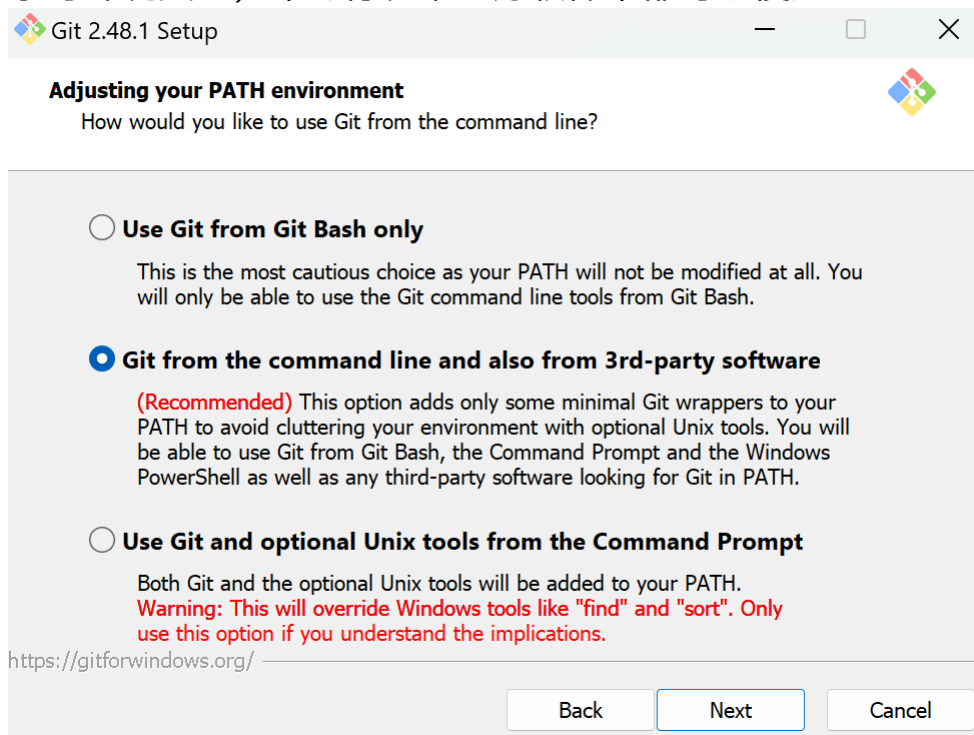 Git 2.48.1 Setup
Adjusting your PATH environment
How would you like to use Git from the command line?
Use Git from Git Bash only
This is the most cautious choice as your PATH will not be modified at all. You
will only be able to use the Git command line tools from Git Bash.
Git from the command line and also from 3rd-party software
(Recommended) This option adds only some minimal Git wrappers to your
PATH to avoid cluttering your environment with optional Unix tools. You will
be able to use Git from Git Bash, the Command Prompt and the Windows
PowerShell as well as any third-party software looking for Git in PATH.
Use Git and optional Unix tools from the Command Prompt
Both Git and the optional Unix tools will be added to your PATH.
Warning: This will override Windows tools like "find" and "sort". Only
use this option if you understand the implications.
https://gitforwindows.org/
Back Next Cancel